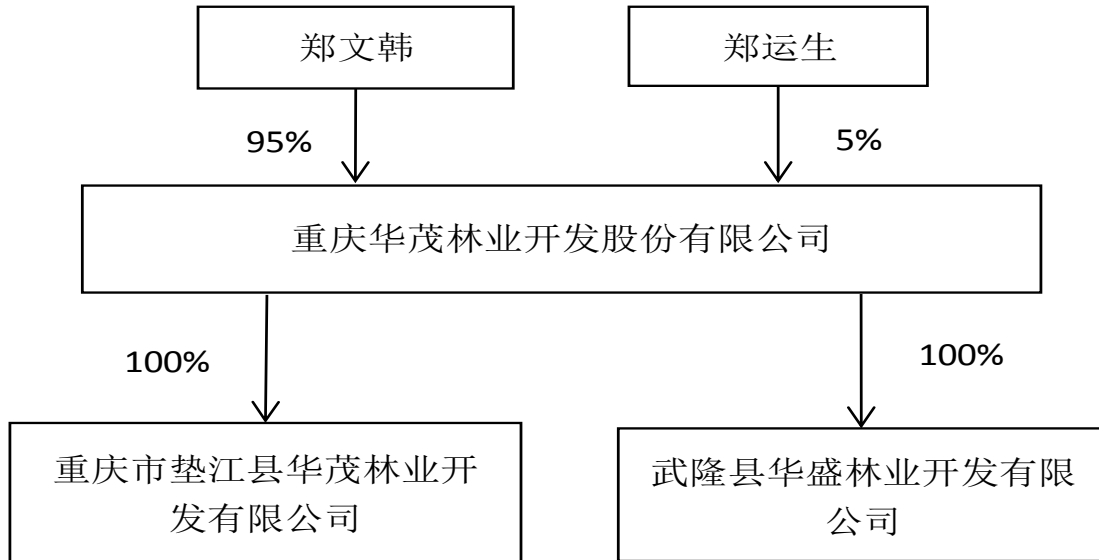 郑文韩
郑运生
95%
5%
重庆华茂林业开发股份有限公司
100%
100%
重庆市垫江县华茂林业开
发有限公司
武隆县华盛林业开发有限
公司